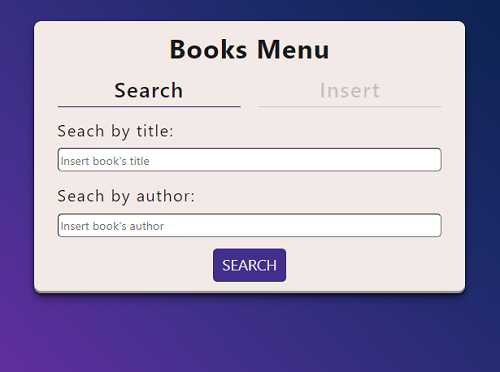 Books Menu
Search Insert
Seach by title:
Insert book's title
Seach by author:
Insert book's author
SEARCH